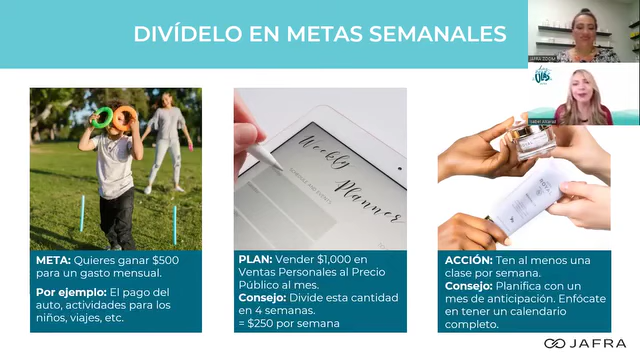 DIVÍDELO EN METAS SEMANALES
META: Quieres ganar $500
para un gasto mensual.
Por ejemplo: El pago del
auto, actividades para los
niños, viajes, etc.
Weekly
Planner
PLAN: Vender $1,000 en
Ventas Personales al Precio
Público al mes.
Consejo: Divide esta cantidad
en 4 semanas.
= $250 por semana
ACCIÓN: Ten al menos una
clase por semana.
Consejo: Planifica con un
mes de anticipación. Enfócate
en tener un calendario
completo.
JAFRA